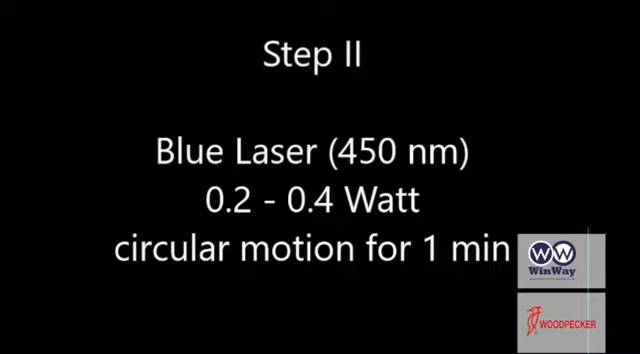 Step II
Blue Laser (450 nm)
0.2 - 0.4 Watt
circular motion for 1 min
WinWay
WOODPECKER